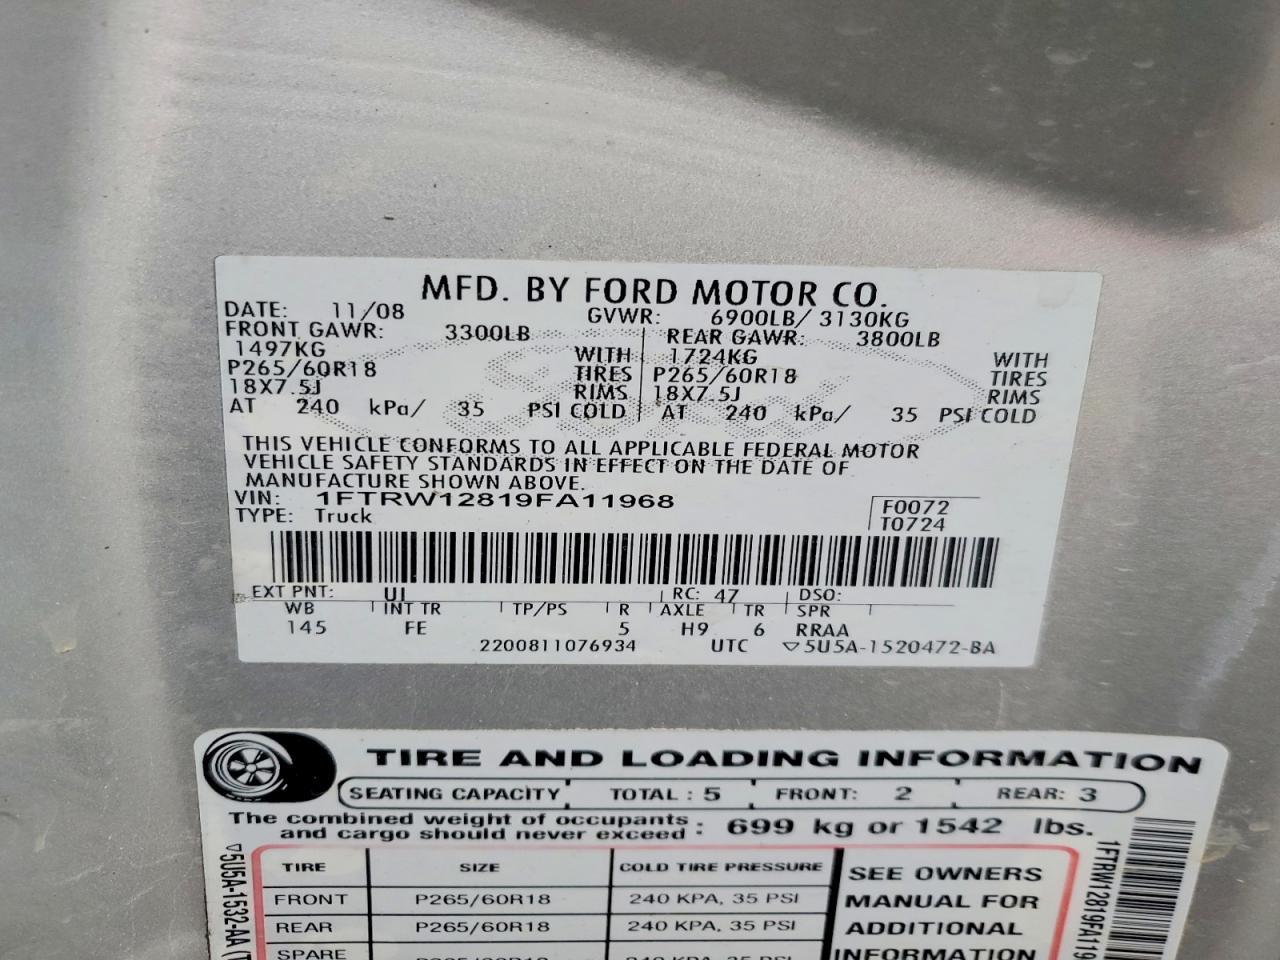 MFD. BY FORD MOTOR CO.
DATE: 11/08 GVWR: 6900LB/ 3130KG
FRONT GAWR: 3300LB REAR GAWR: 3800LB
1497KG WITH 1724KG WITH
P265/60R18 TIRES P265/60R18 TIRES
18X7.5J RIMS 18X7.5J RIMS
AT 240 kPa/ 35 PSI COLD AT 240 kPa/ 35 PSI COLD
THIS VEHICLE CONFORMS TO ALL APPLICABLE FEDERAL MOTOR
VEHICLE SAFETY STANDARDS IN EFFECT ON THE DATE OF
MANUFACTURE SHOWN ABOVE.
VIN: 1FTRW12819FA11968 F0072
TYPE: Truck T0724
EXT PNT: UI RC: 47 DSO:
WB INT TR TP/PS R AXLE TR SPR
145 FE 5 H9 6 RRAA
2200811076934 UTC ▽5U5A-1520472-BA
TIRE AND LOADING INFORMATION
SEATING CAPACITY TOTAL : 5 FRONT: 2 REAR: 3
The combined weight of occupants
and cargo should never exceed : 699 kg or 1542 lbs.
TIRE SIZE COLD TIRE PRESSURE SEE OWNERS
FRONT P265/60R18 240 KPA, 35 PSI MANUAL FOR
REAR P265/60R18 240 KPA, 35 PSI ADDITIONAL
SPARE INFORMATION
▽5U5A-1532-AA
1FTRW12819FA119